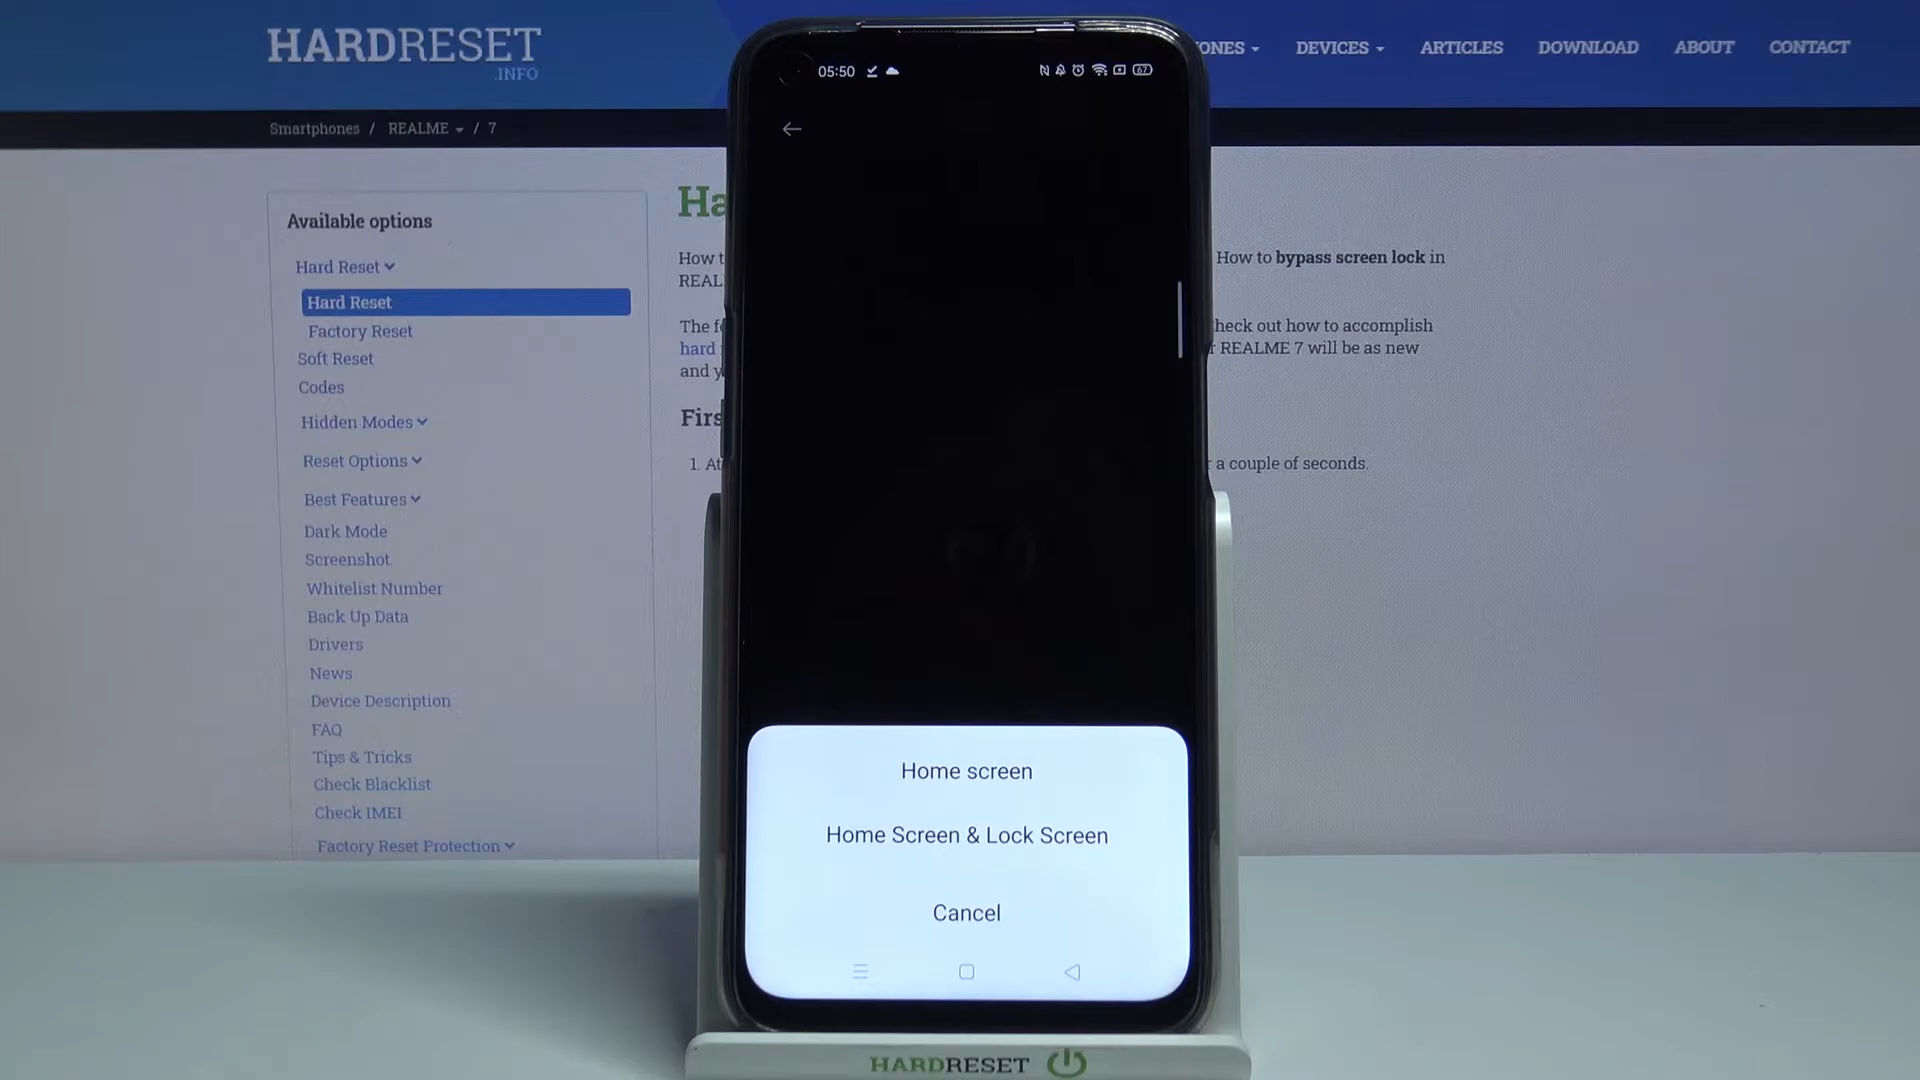 HARDRESET
.INFO
ONES DEVICES ARTICLES DOWNLOAD ABOUT CONTACT
Smartphones / REALME / 7
Available options
Hard Reset
Hard Reset
Factory Reset
Soft Reset
Codes
Hidden Modes
Reset Options
Best Features
Dark Mode
Screenshot
Whitelist Number
Back Up Data
Drivers
News
Device Description
FAQ
Tips & Tricks
Check Blacklist
Check IMEI
Factory Reset Protection
Ha
How t How to bypass screen lock in
REAL
The f heck out how to accomplish
hard r REALME 7 will be as new
and y
Firs
1. At r a couple of seconds.
05:50 67
Home screen
Home Screen & Lock Screen
Cancel
HARDRESET